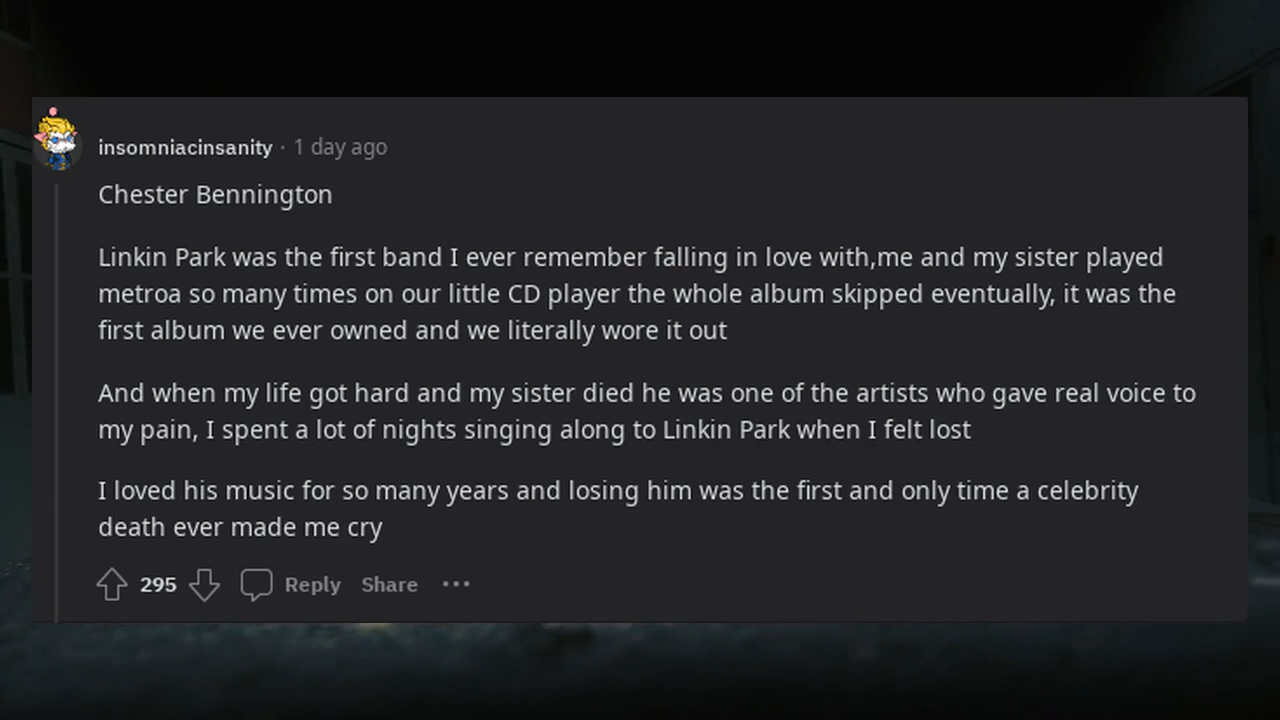 insomniacinsanity · 1 day ago
Chester Bennington
Linkin Park was the first band I ever remember falling in love with,me and my sister played
metroa so many times on our little CD player the whole album skipped eventually, it was the
first album we ever owned and we literally wore it out
And when my life got hard and my sister died he was one of the artists who gave real voice to
my pain, I spent a lot of nights singing along to Linkin Park when I felt lost
I loved his music for so many years and losing him was the first and only time a celebrity
death ever made me cry
295 Reply Share •••